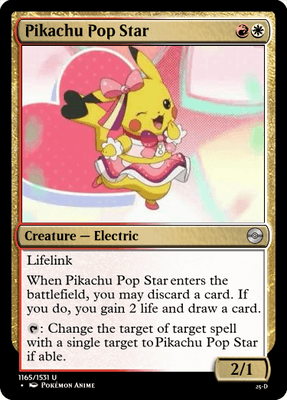 Pikachu Pop Star
Creature — Electric
Lifelink
When Pikachu Pop Star enters the
battlefield, you may discard a card. If
you do, you gain 2 life and draw a card.
: Change the target of target spell
with a single target to Pikachu Pop Star
if able.
2/1
1165/1531 U
• Pokémon Anime
25-D